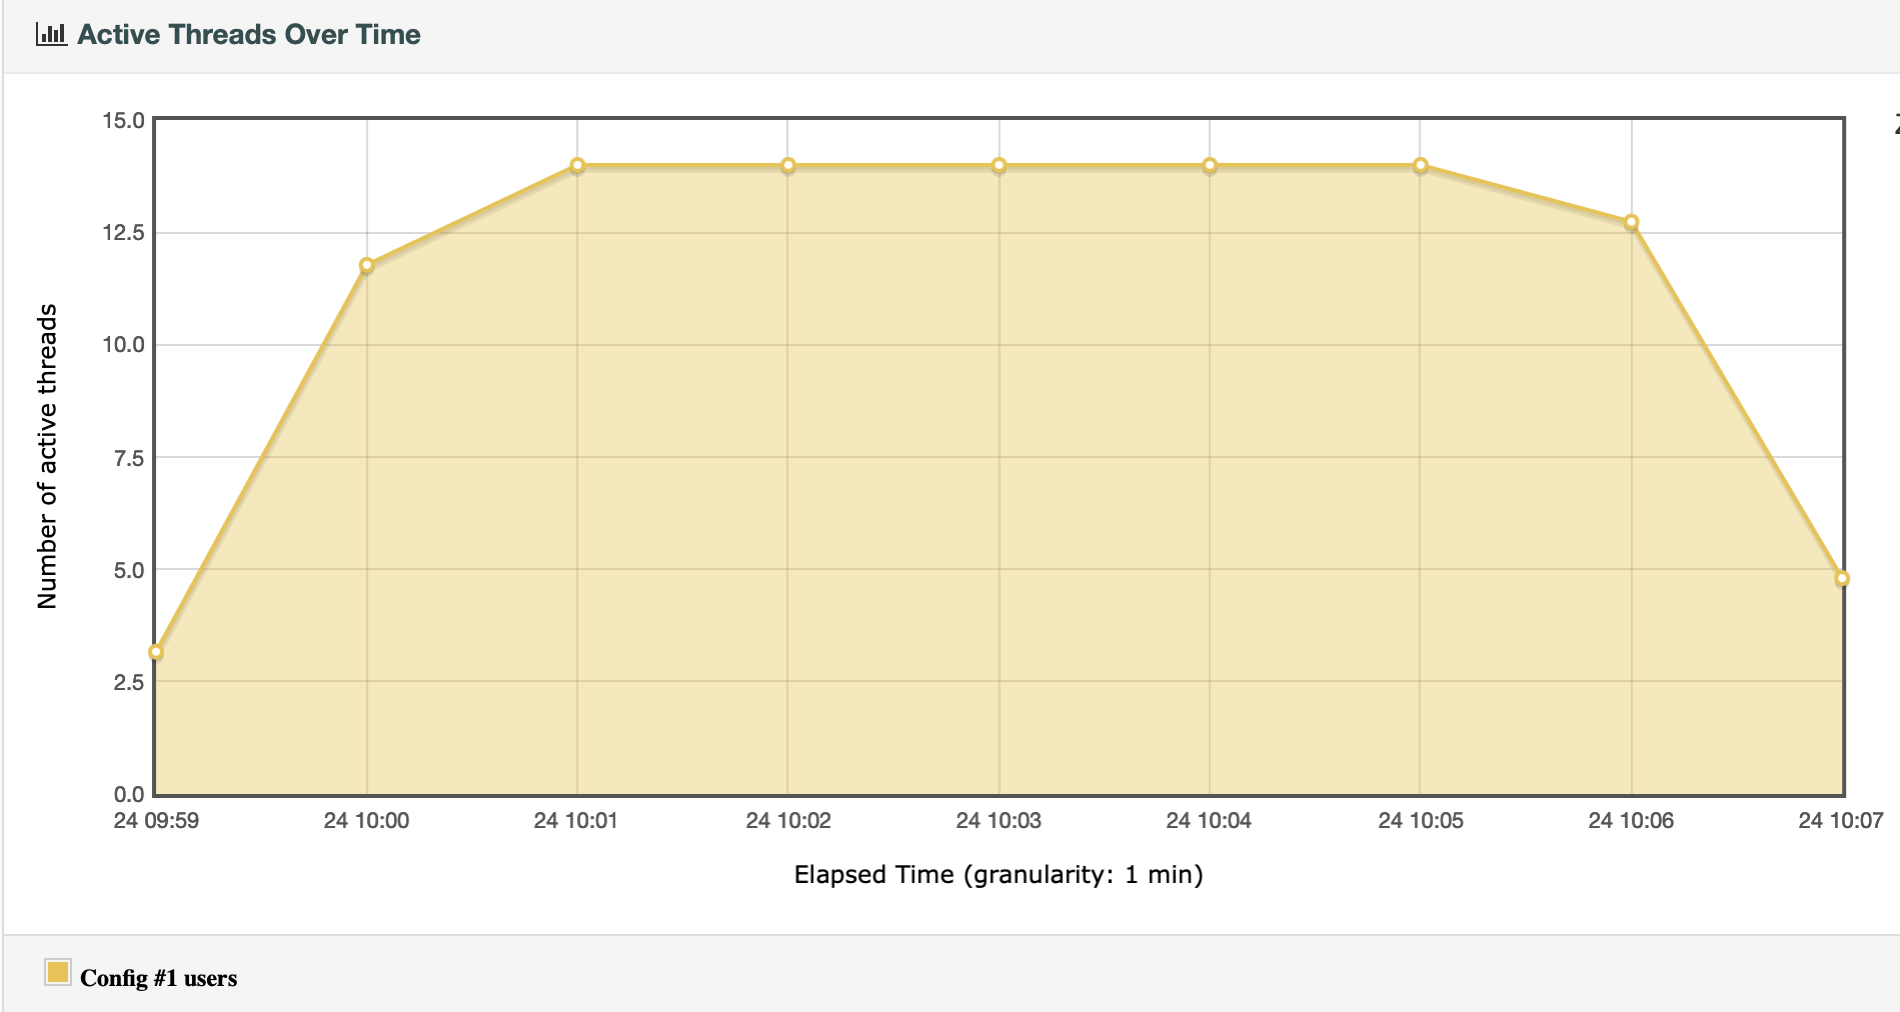 Active Threads Over Time
15.0
12.5
10.0
7.5
5.0
2.5
0.0
Number of active threads
24 09:59 24 10:00 24 10:01 24 10:02 24 10:03 24 10:04 24 10:05 24 10:06 24 10:07
Elapsed Time (granularity: 1 min)
Config #1 users